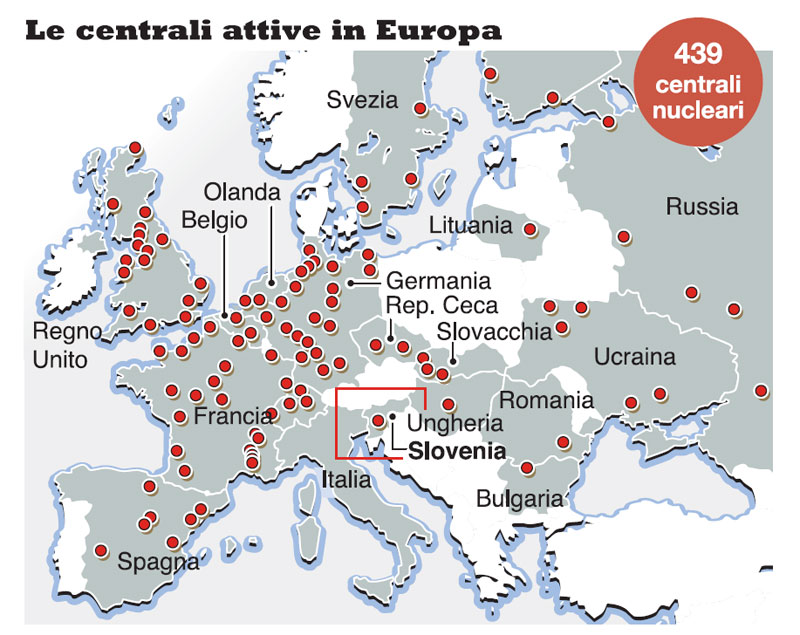 Le centrali attive in Europa
439
centrali
nucleari
Svezia
Olanda
Belgio
Lituania
Russia
Germania
Rep. Ceca
Slovacchia
Regno
Unito
Ucraina
Francia
Romania
Ungheria
Slovenia
Italia
Bulgaria
Spagna